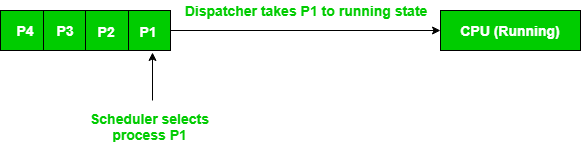 Dispatcher takes P1 to running state
P4 P3 P2 P1
CPU (Running)
Scheduler selects
process P1